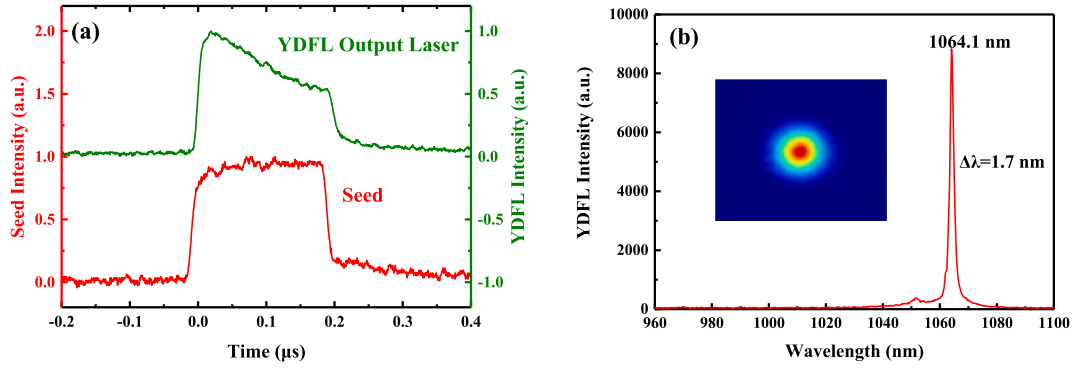 (a)
YDFL Output Laser
Seed
Seed Intensity (a.u.)
2.0
1.5
1.0
0.5
0.0
YDFL Intensity (a.u.)
1.0
0.5
0.0
-0.5
-1.0
-0.2 -0.1 0.0 0.1 0.2 0.3 0.4
Time (μs)
(b)
1064.1 nm
Δλ=1.7 nm
YDFL Intensity (a.u.)
10000
8000
6000
4000
2000
0
960 980 1000 1020 1040 1060 1080 1100
Wavelength (nm)